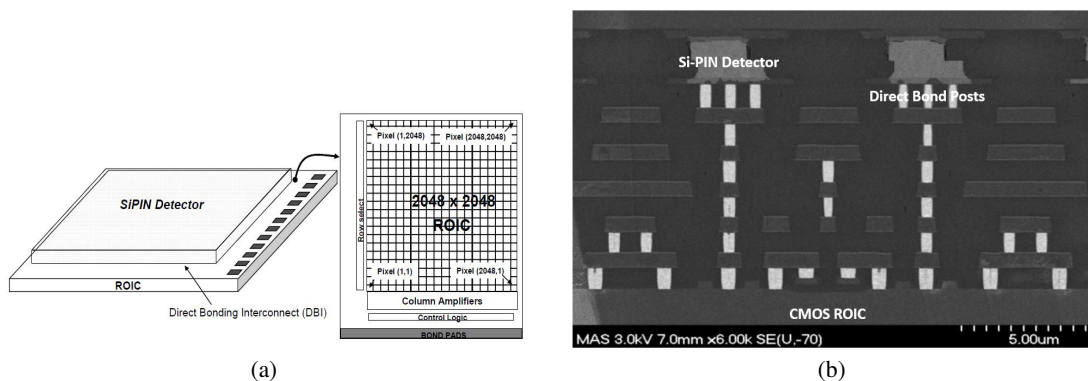 SiPIN Detector
ROIC
Direct Bonding Interconnect (DBI)
Pixel (1,2048)
Pixel (2048,2048)
Row select
2048 x 2048
ROIC
Pixel (1,1)
Pixel (2048,1)
Column Amplifiers
Control Logic
BOND PADS
(a)
Si-PIN Detector
Direct Bond Posts
CMOS ROIC
MAS 3.0kV 7.0mm x6.00k SE(U,-70)
5.00um
(b)